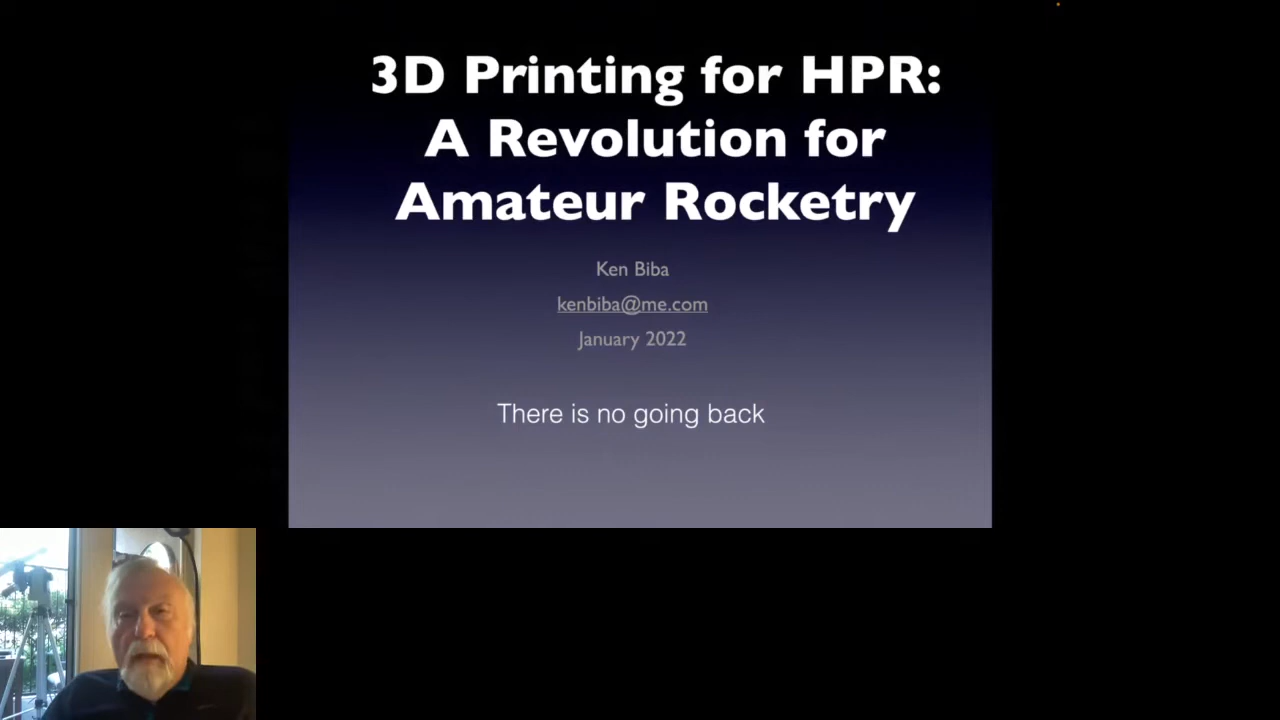 3D Printing for HPR:
A Revolution for
Amateur Rocketry
Ken Biba
kenbiba@me.com
January 2022
There is no going back